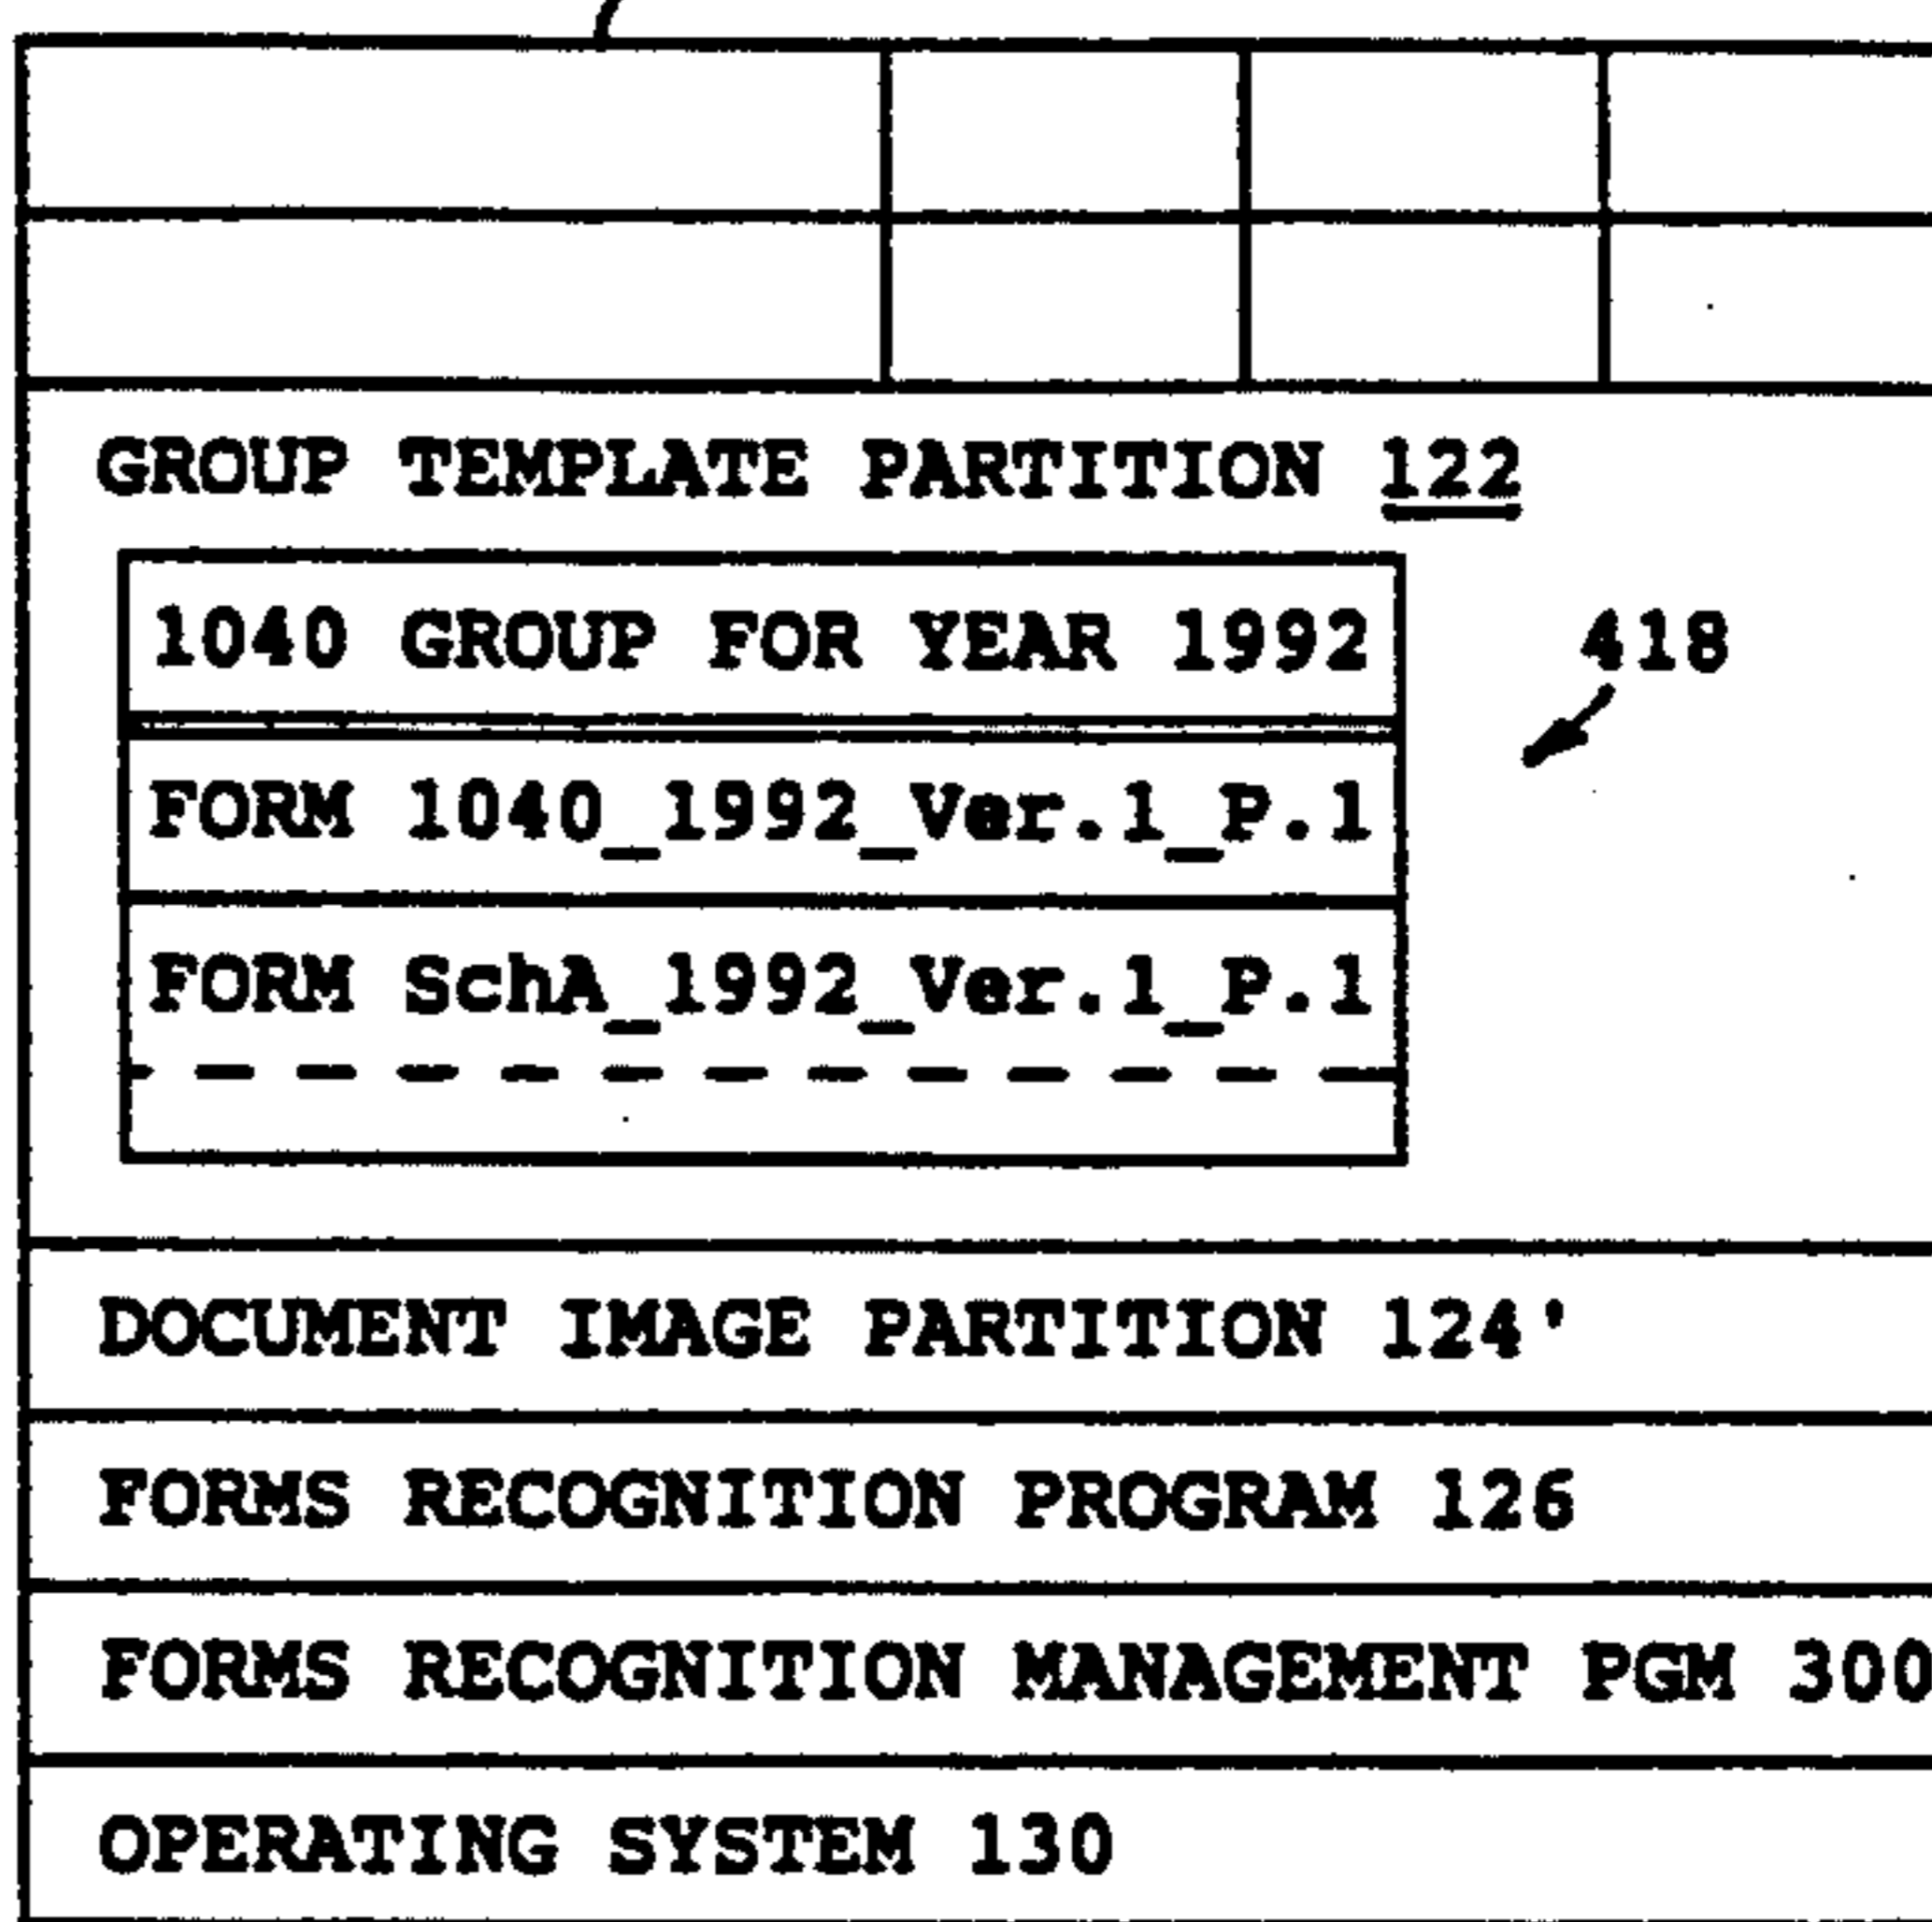 GROUP TEMPLATE PARTITION 122
1040 GROUP FOR YEAR 1992
418
FORM 1040_1992_Ver.1_P.1
FORM SchA_1992_Ver.1_P.1
DOCUMENT IMAGE PARTITION 124'
FORMS RECOGNITION PROGRAM 126
FORMS RECOGNITION MANAGEMENT PGM 300
OPERATING SYSTEM 130